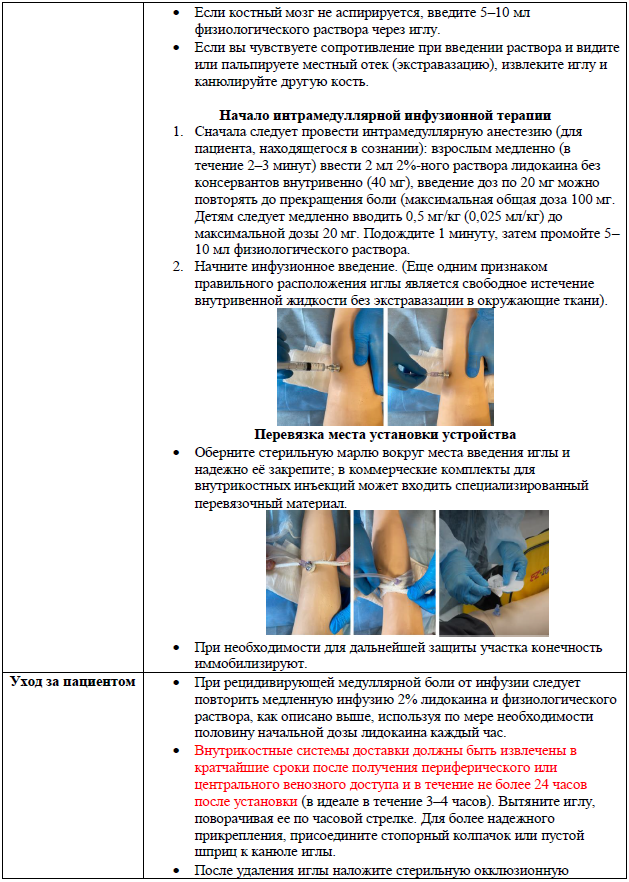 Если костный мозг не аспирируется, введите 5–10 мл
физиологического раствора через иглу.
Если вы чувствуете сопротивление при введении раствора и видите
или пальпируете местный отек (экстравазацию), извлеките иглу и
канюлируйте другую кость.
Начало интрамедуллярной инфузионной терапии
1. Сначала следует провести интрамедуллярную анестезию (для
пациента, находящегося в сознании): взрослым медленно (в
течение 2–3 минут) ввести 2 мл 2%-ного раствора лидокаина без
консервантов внутривенно (40 мг), введение доз по 20 мг можно
повторять до прекращения боли (максимальная общая доза 100 мг.
Детям следует медленно вводить 0,5 мг/кг (0,025 мл/кг) до
максимальной дозы 20 мг. Подождите 1 минуту, затем промойте 5–
10 мл физиологического раствора.
2. Начните инфузионное введение. (Еще одним признаком
правильного расположения иглы является свободное истечение
внутривенной жидкости без экстравазации в окружающие ткани).
Перевязка места установки устройства
Оберните стерильную марлю вокруг места введения иглы и
надежно её закрепите; в коммерческие комплекты для
внутрикостных инъекций может входить специализированный
перевязочный материал.
При необходимости для дальнейшей защиты участка конечность
иммобилизируют.
Уход за пациентом
При рецидивирующей медуллярной боли от инфузии следует
повторить медленную инфузию 2% лидокаина и физиологического
раствора, как описано выше, используя по мере необходимости
половину начальной дозы лидокаина каждый час.
Внутрикостные системы доставки должны быть извлечены в
кратчайшие сроки после получения периферического или
центрального венозного доступа и в течение не более 24 часов
после установки (в идеале в течение 3–4 часов). Вытяните иглу,
поворачивая ее по часовой стрелке. Для более надежного
прикрепления, присоедините стопорный колпачок или пустой
шприц к канюле иглы.
После удаления иглы наложите стерильную окклюзионную